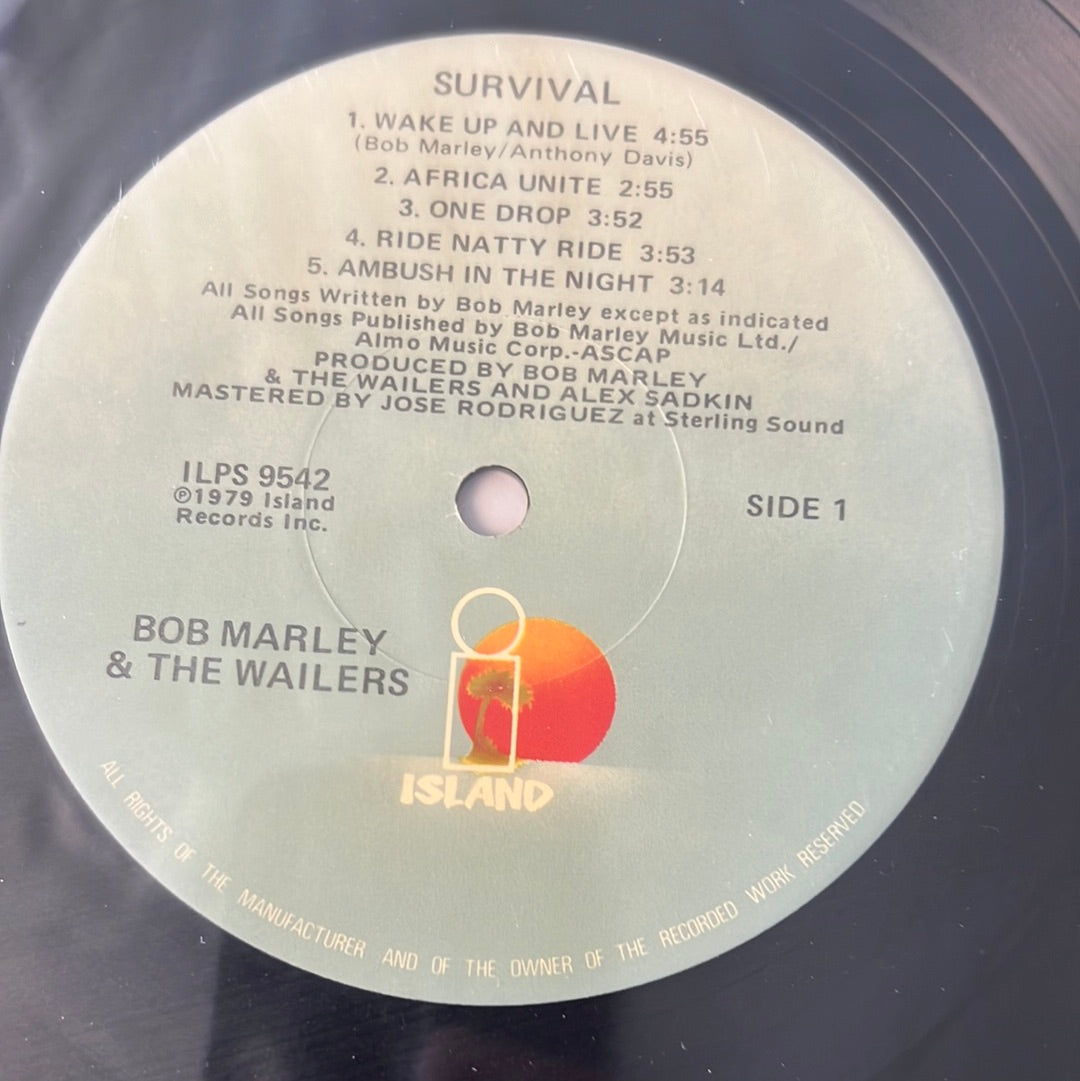 SURVIVAL
1. WAKE UP AND LIVE 4:55
(Bob Marley/Anthony Davis)
2. AFRICA UNITE 2:55
3. ONE DROP 3:52
4. RIDE NATTY RIDE 3:53
5. AMBUSH IN THE NIGHT 3:14
All Songs Written by Bob Marley except as indicated
All Songs Published by Bob Marley Music Ltd./
Almo Music Corp.-ASCAP
PRODUCED BY BOB MARLEY
& THE WAILERS AND ALEX SADKIN
MASTERED BY JOSE RODRIGUEZ at Sterling Sound
ILPS 9542
℗1979 Island
Records Inc.
SIDE 1
BOB MARLEY
& THE WAILERS
i
ISLAND
ALL RIGHTS OF THE MANUFACTURER AND OF THE OWNER OF THE RECORDED WORK RESERVED